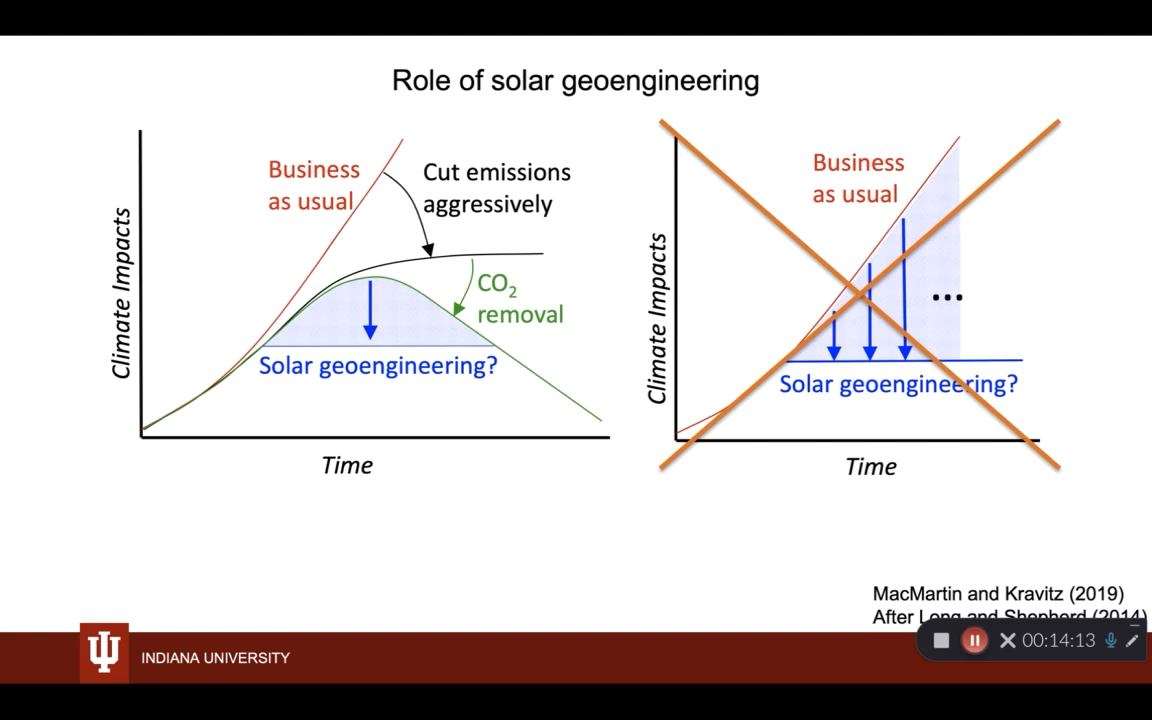 Role of solar geoengineering
Climate Impacts
Business
as usual
Cut emissions
aggressively
CO2
removal
Solar geoengineering?
Time
Climate Impacts
Business
as usual
...
Solar geoengineering?
Time
MacMartin and Kravitz (2019)
After Long and Shepherd (2014)
INDIANA UNIVERSITY
00:14:13